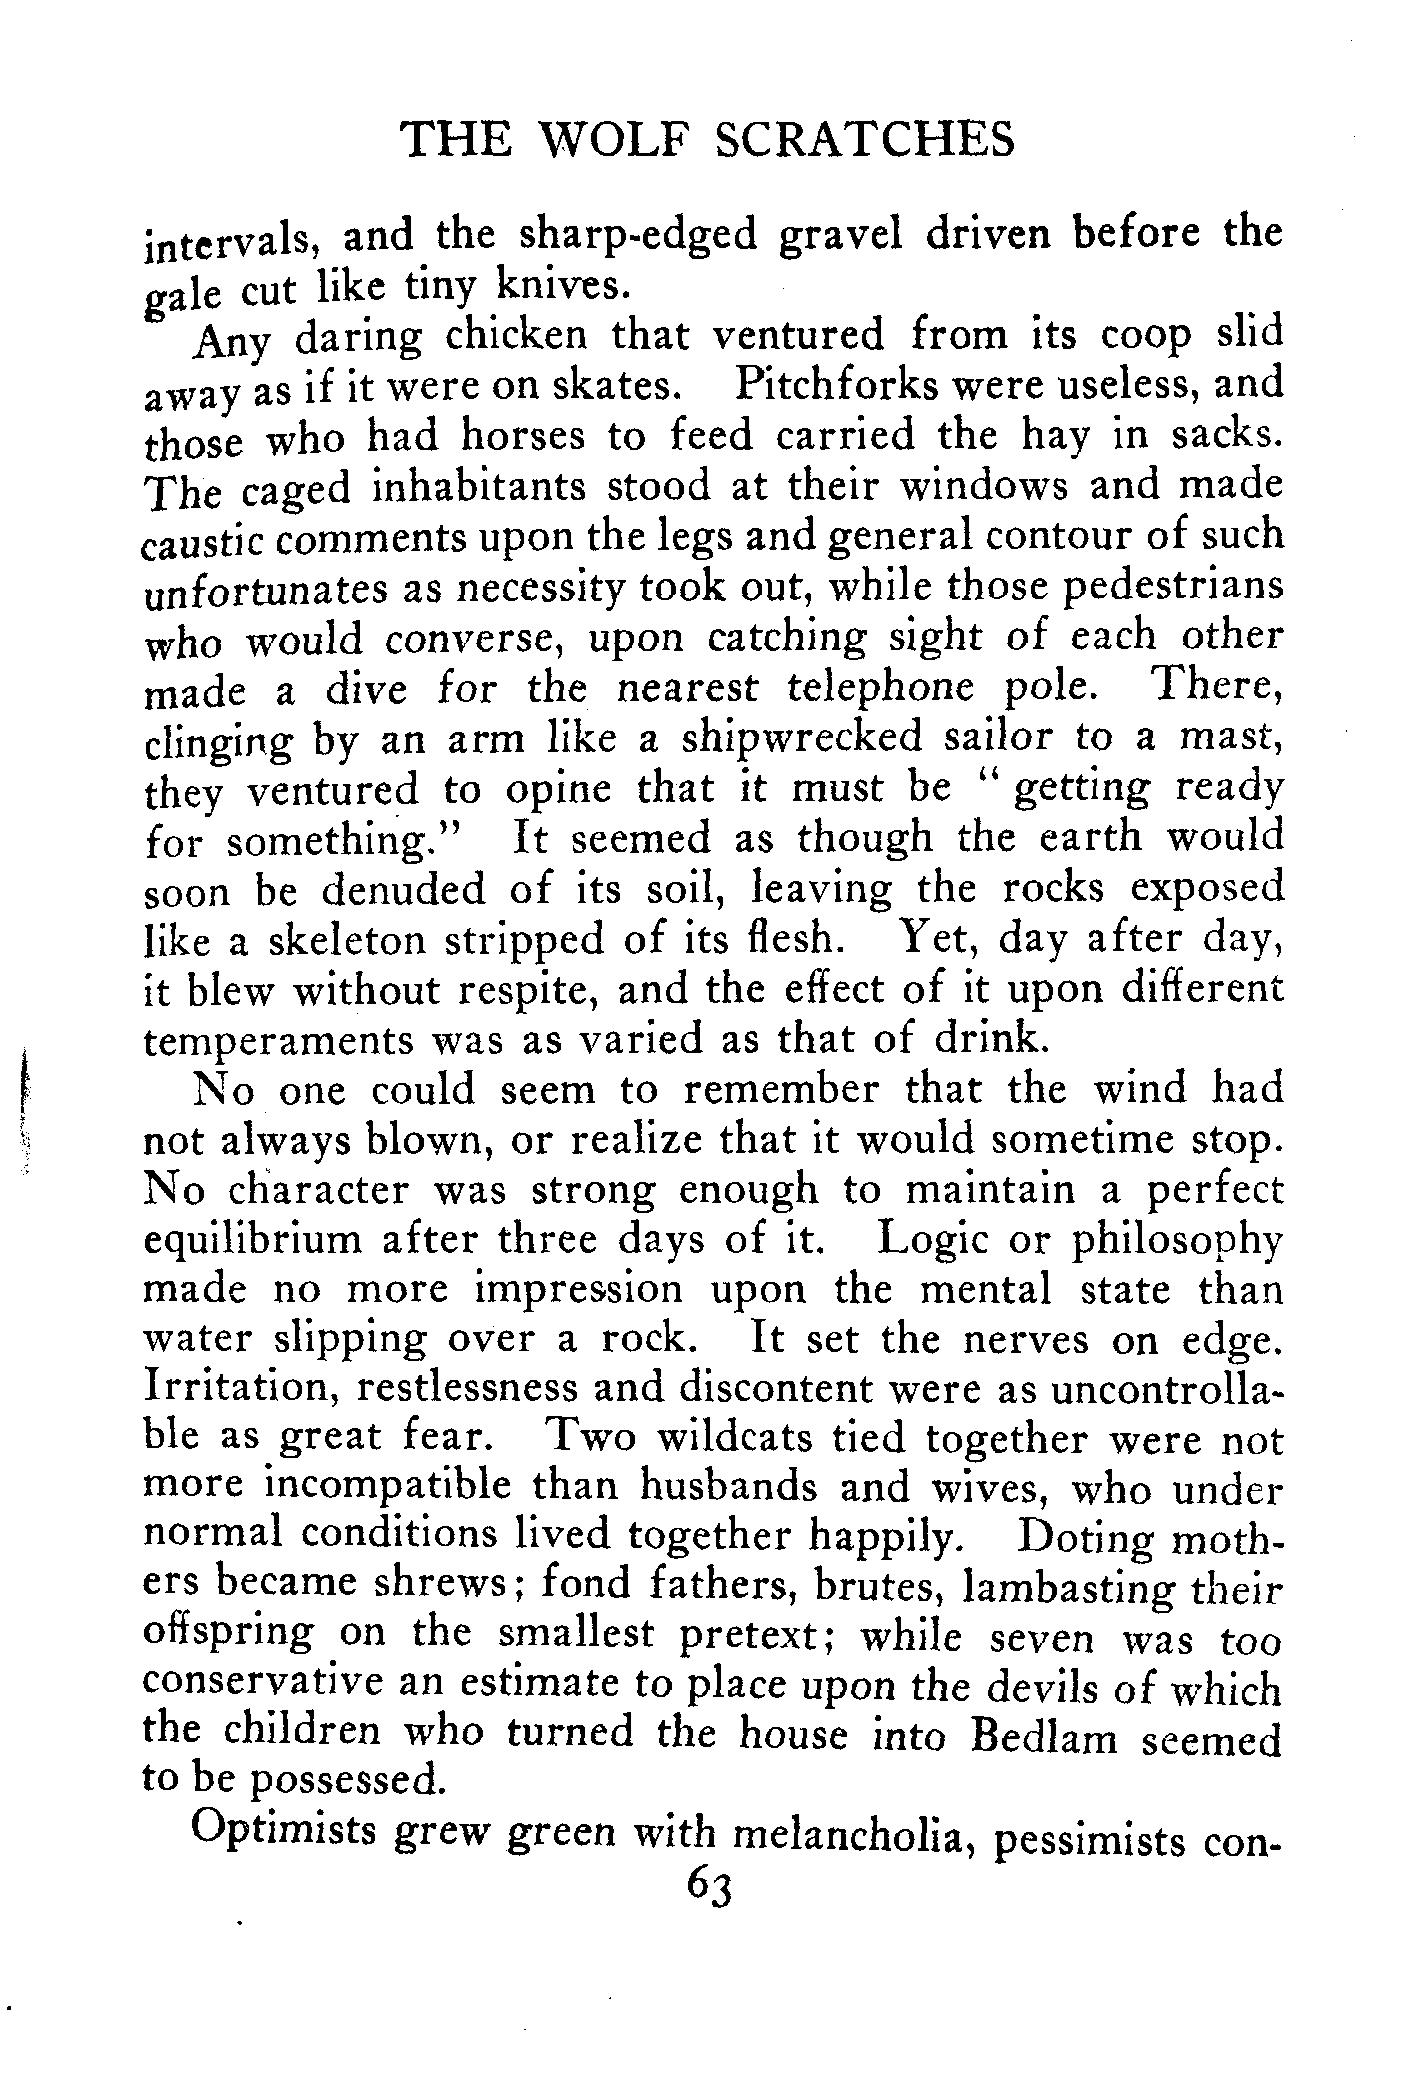 THE WOLF SCRATCHES
intervals, and the sharp-edged gravel driven before the
gale cut like tiny knives.
Any daring chicken that ventured from its coop slid
away as if it were on skates. Pitchforks were useless, and
those who had horses to feed carried the hay in sacks.
The caged inhabitants stood at their windows and made
caustic comments upon the legs and general contour of such
unfortunates as necessity took out, while those pedestrians
who would converse, upon catching sight of each other
made a dive for the nearest telephone pole. There,
clinging by an arm like a shipwrecked sailor to a mast,
they ventured to opine that it must be " getting ready
for something." It seemed as though the earth would
soon be denuded of its soil, leaving the rocks exposed
like a skeleton stripped of its flesh. Yet, day after day,
it blew without respite, and the effect of it upon different
temperaments was as varied as that of drink.
No one could seem to remember that the wind had
not always blown, or realize that it would sometime stop.
No character was strong enough to maintain a perfect
equilibrium after three days of it. Logic or philosophy
made no more impression upon the mental state than
water slipping over a rock. It set the nerves on edge.
Irritation, restlessness and discontent were as uncontrolla-
ble as great fear. Two wildcats tied together were not
more incompatible than husbands and wives, who under
normal conditions lived together happily. Doting moth-
ers became shrews; fond fathers, brutes, lambasting their
offspring on the smallest pretext; while seven was too
conservative an estimate to place upon the devils of which
the children who turned the house into Bedlam seemed
to be possessed.
Optimists grew green with melancholia, pessimists con-
63